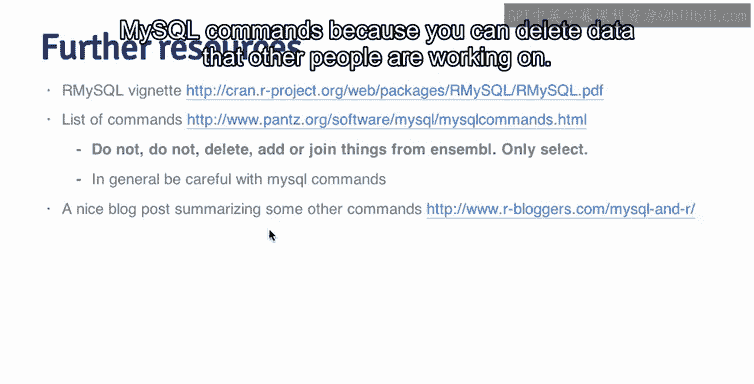 MySQL commands because you can delete data
that other people are working on.
Further resources
· RMySQL vignette http://cran.r-project.org/web/packages/RMySQL/RMySQL.pdf
· List of commands http://www.pantz.org/software/mysql/mysqlcommands.html
- Do not, do not, delete, add or join things from ensembl. Only select.
- In general be careful with mysql commands
· A nice blog post summarizing some other commands http://www.r-bloggers.com/mysql-and-r/